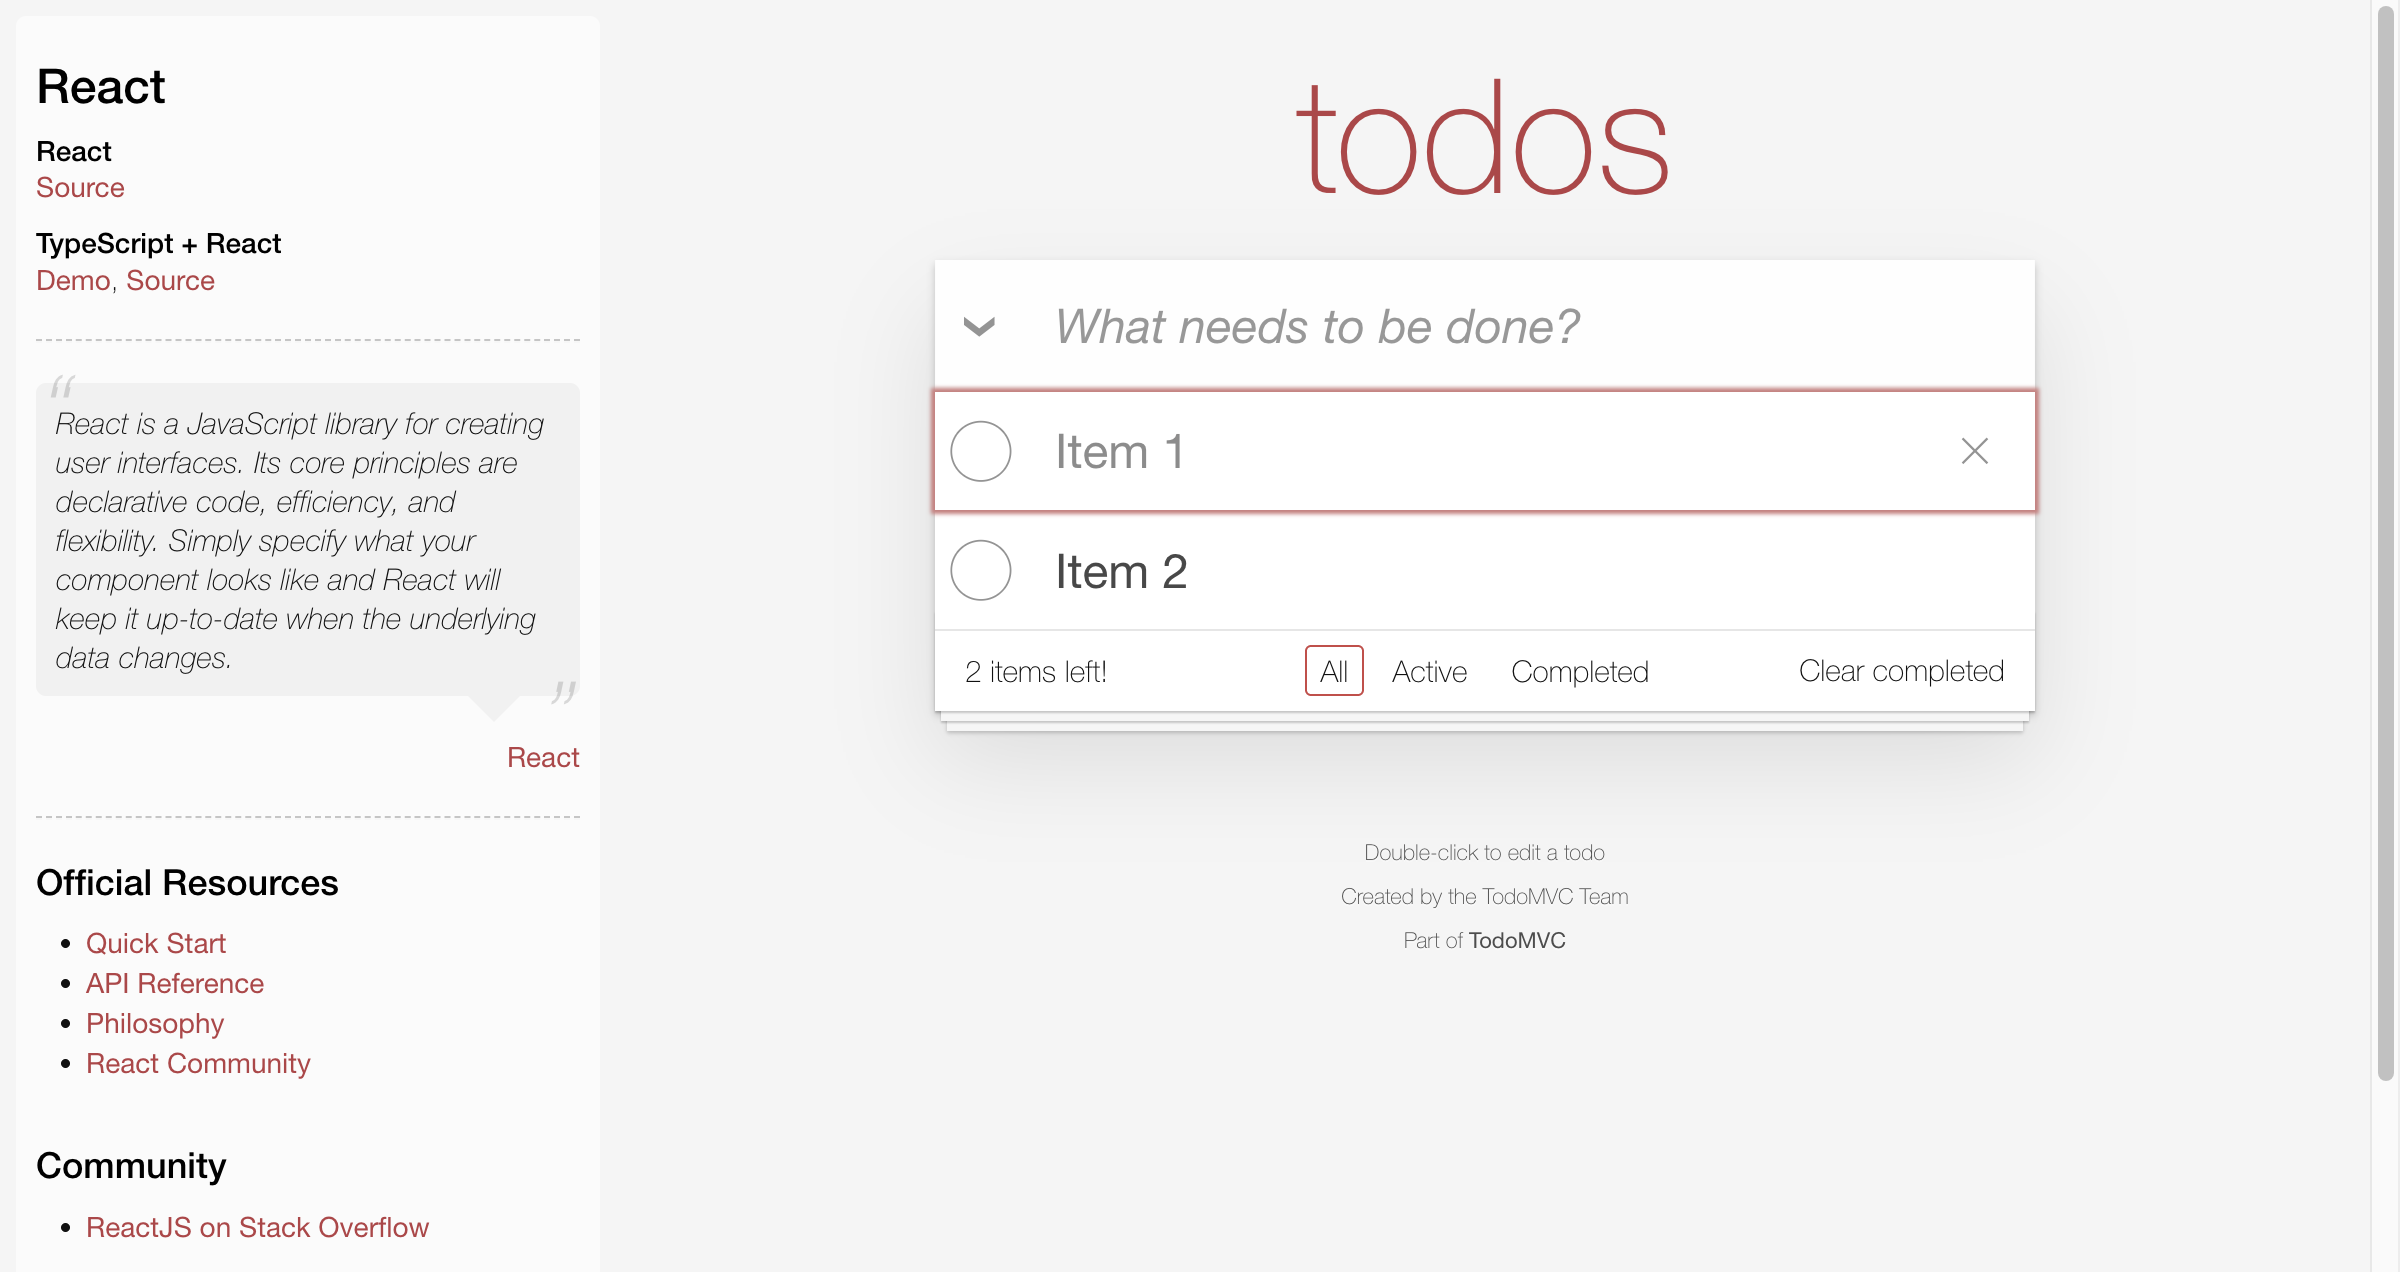 React
React
Source
TypeScript + React
Demo, Source
“
React is a JavaScript library for creating
user interfaces. Its core principles are
declarative code, efficiency, and
flexibility. Simply specify what your
component looks like and React will
keep it up-to-date when the underlying
data changes.
”
React
Official Resources
• Quick Start
• API Reference
• Philosophy
• React Community
Community
• ReactJS on Stack Overflow
todos
What needs to be done?
Item 1
Item 2
2 items left! All Active Completed Clear completed
Double-click to edit a todo
Created by the TodoMVC Team
Part of TodoMVC